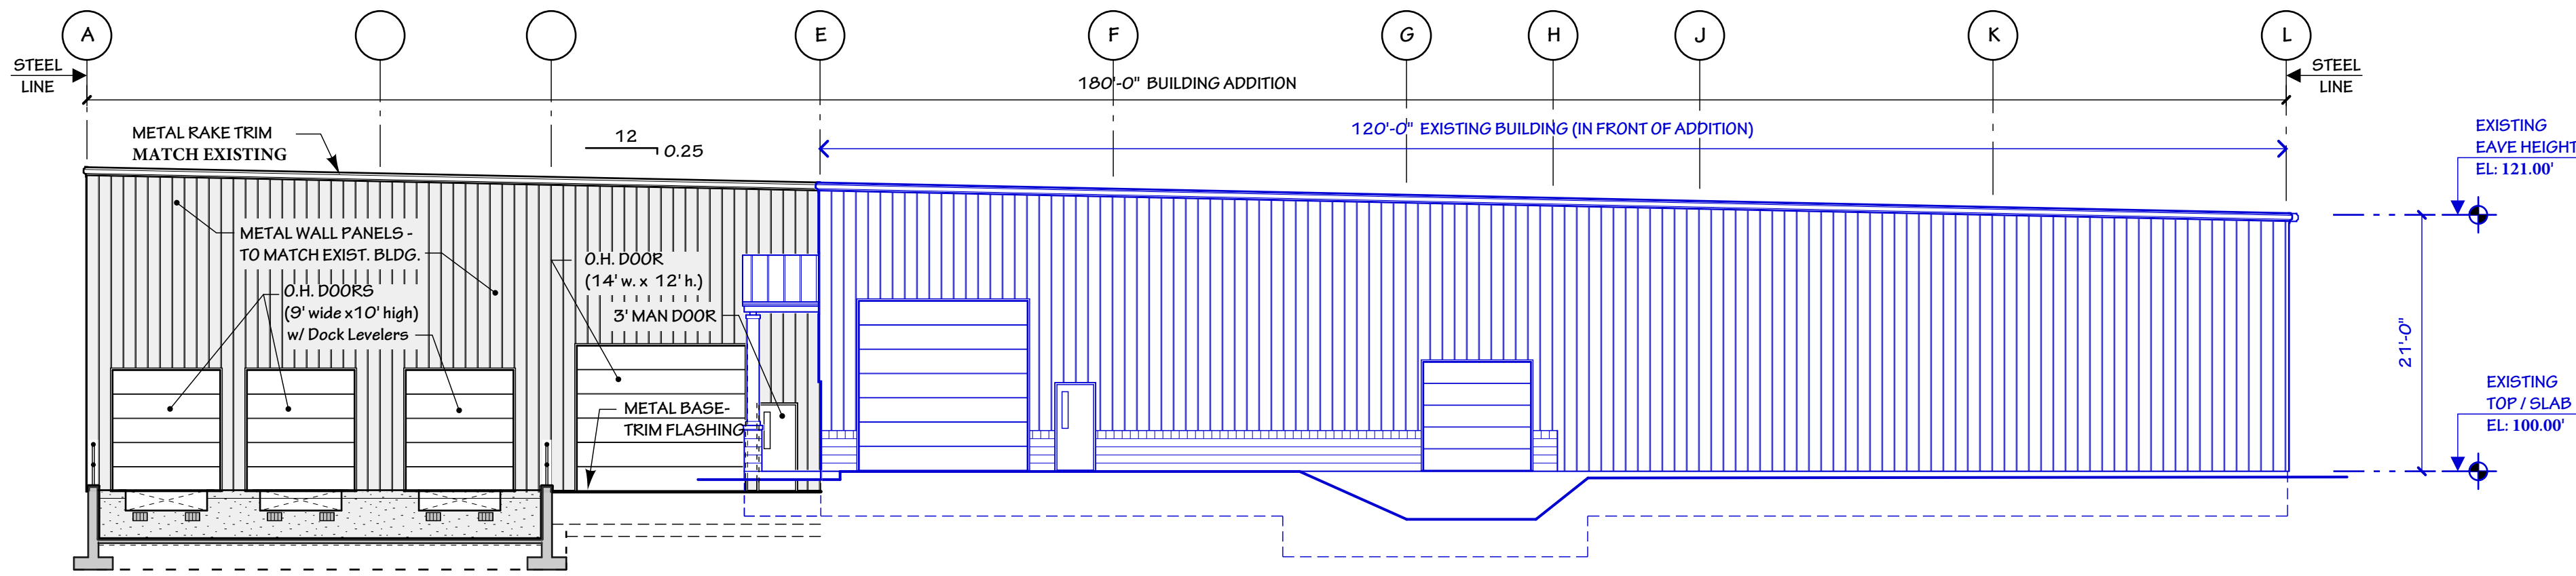 A
E
F
G
H
J
K
L
STEEL
LINE
180'-0" BUILDING ADDITION
STEEL
LINE
120'-0" EXISTING BUILDING (IN FRONT OF ADDITION)
METAL RAKE TRIM
MATCH EXISTING
12
0.25
EXISTING
EAVE HEIGHT
EL: 121.00'
METAL WALL PANELS -
TO MATCH EXIST. BLDG.
O.H. DOOR
(14' w. x 12' h.)
O.H. DOORS
(9' wide x10' high)
w/ Dock Levelers
3' MAN DOOR
21'-0"
METAL BASE-
TRIM FLASHING
EXISTING
TOP / SLAB
EL: 100.00'